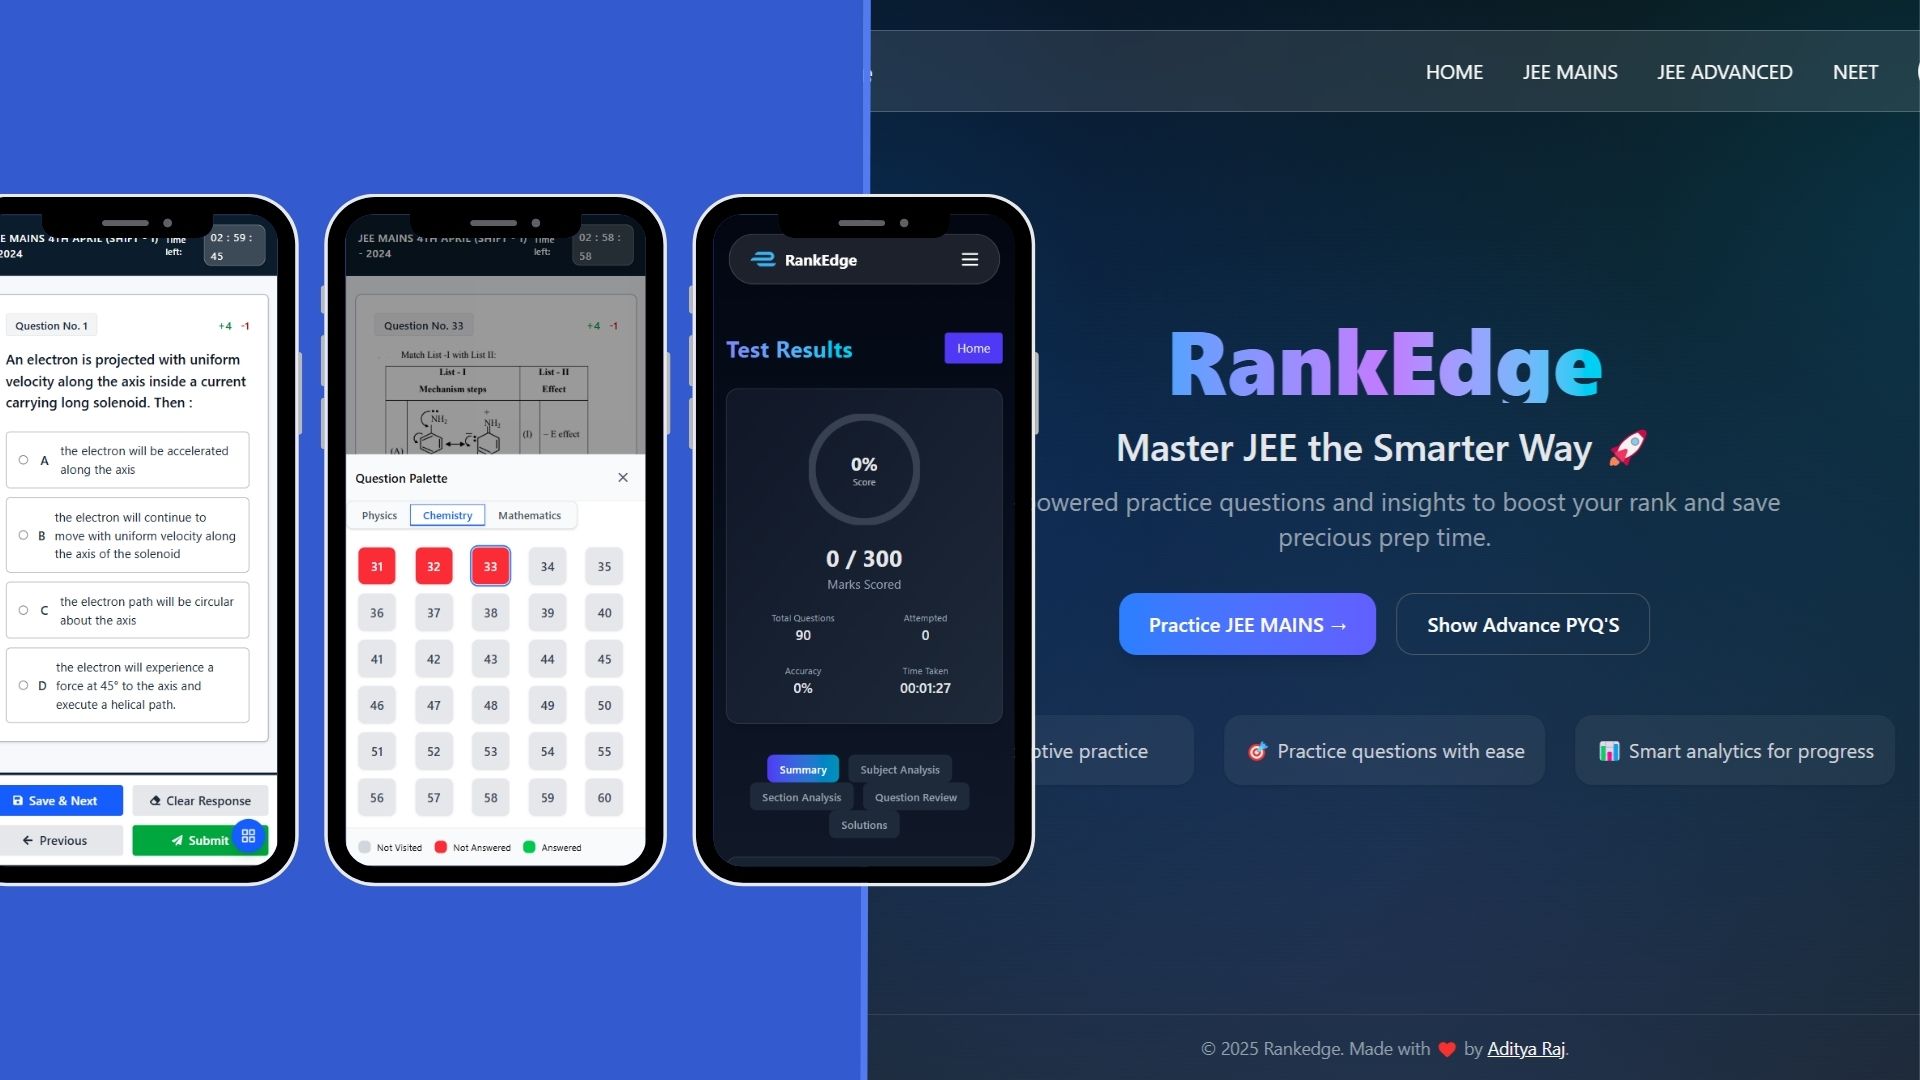 E MAINS 4TH APRIL (SHIFT - I)
2024
Time
left:
02 : 59 :
45
Question No. 1
+4 -1
An electron is projected with uniform
velocity along the axis inside a current
carrying long solenoid. Then :
A
the electron will be accelerated
along the axis
B
the electron will continue to
move with uniform velocity along
the axis of the solenoid
C
the electron path will be circular
about the axis
D
the electron will experience a
force at 45° to the axis and
execute a helical path.
Save & Next
Clear Response
← Previous
Submit
JEE MAINS 4TH APRIL (SHIFT - I)
- 2024
Time
left:
02 : 58 :
58
Question No. 33
+4 -1
Match List -I with List II:
List - I
List - II
Mechanism steps
Effect
(A)
NH2
+
NH2
(I)
– E effect
Question Palette
Physics Chemistry Mathematics
31 32 33 34 35
36 37 38 39 40
41 42 43 44 45
46 47 48 49 50
51 52 53 54 55
56 57 58 59 60
Not Visited Not Answered Answered
RankEdge
Test Results
Home
0%
Score
0 / 300
Marks Scored
Total Questions
90
Attempted
0
Accuracy
0%
Time Taken
00:01:27
Summary
Subject Analysis
Section Analysis
Question Review
Solutions
e
HOME JEE MAINS JEE ADVANCED NEET
RankEdge
Master JEE the Smarter Way 🚀
owered practice questions and insights to boost your rank and save
precious prep time.
Practice JEE MAINS →
Show Advance PYQ'S
ptive practice
🎯 Practice questions with ease
📊 Smart analytics for progress
© 2025 Rankedge. Made with ❤️ by Aditya Raj.